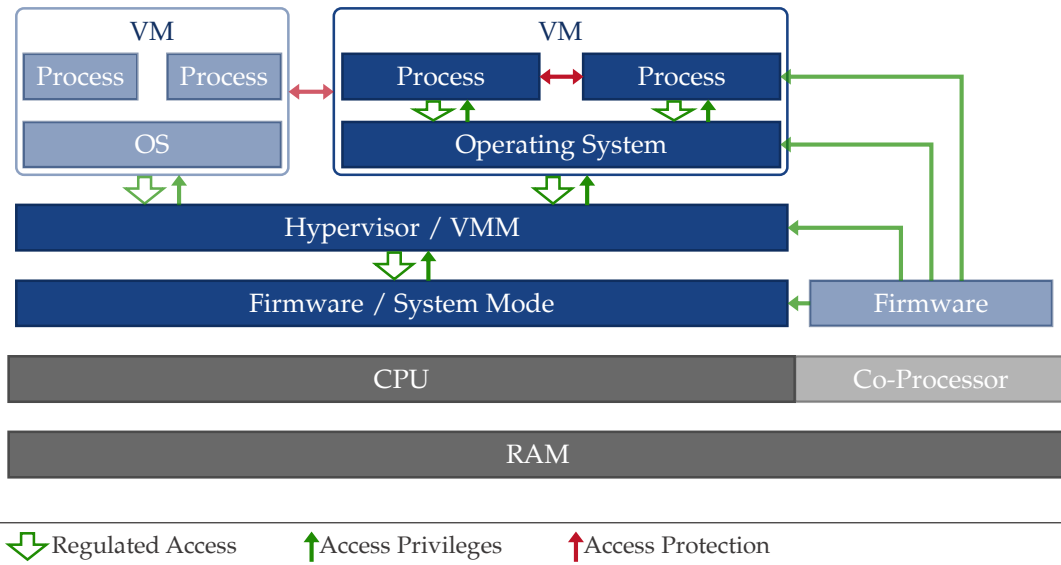 VM
VM
Process
Process
Process
Process
OS
Operating System
Hypervisor / VMM
Firmware / System Mode
Firmware
CPU
Co-Processor
RAM
Regulated Access
Access Privileges
Access Protection